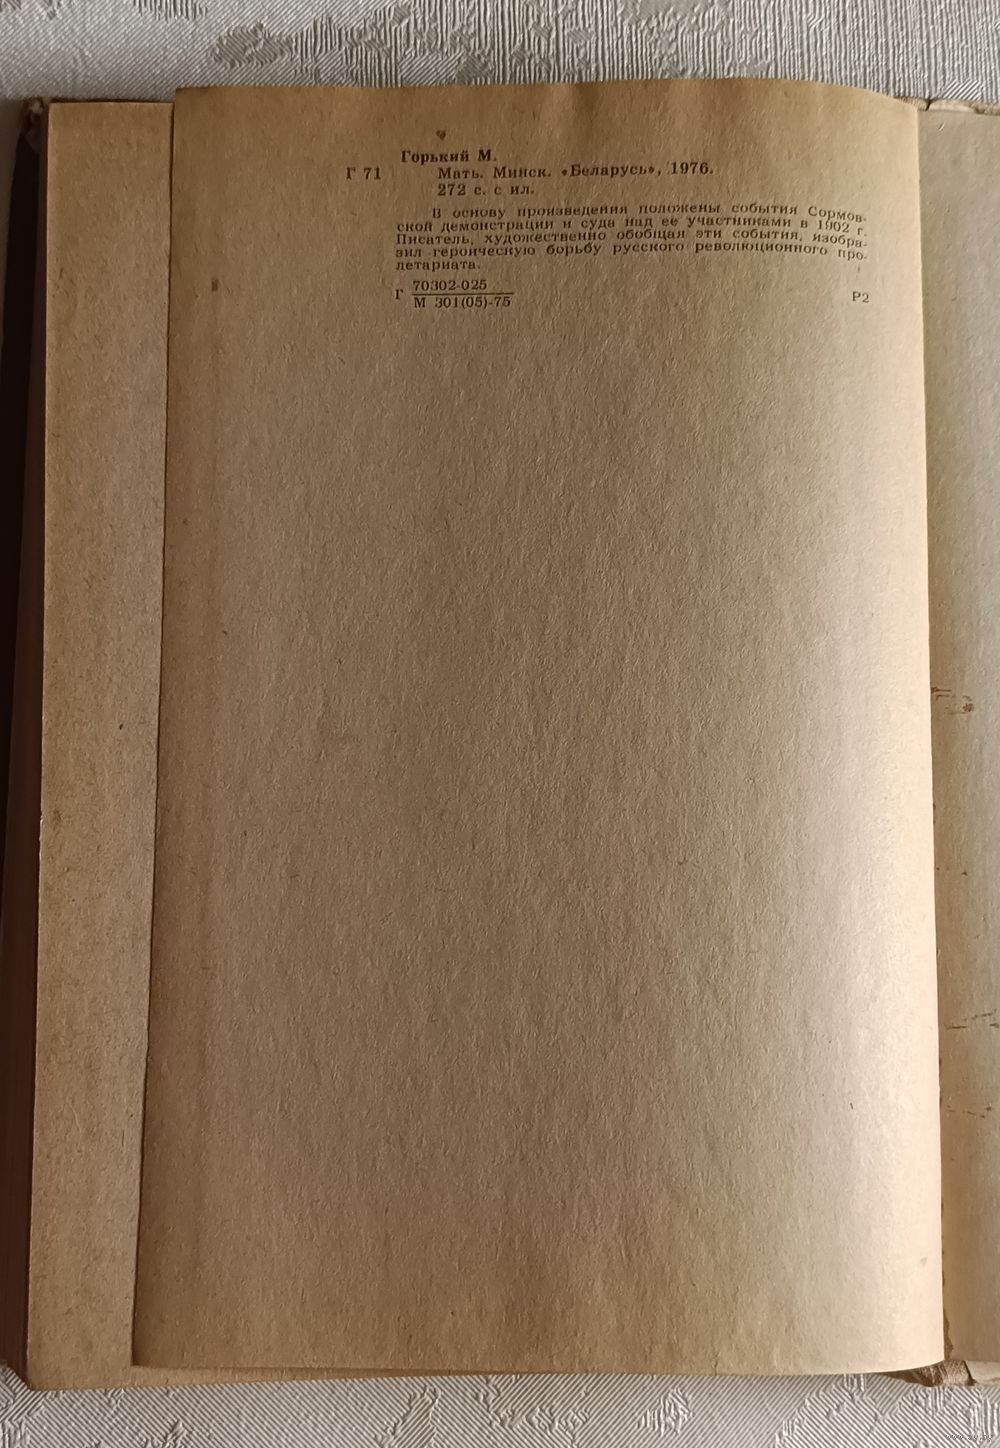 Горький М.
Г 71 Мать. Минск. «Беларусь», 1976.
272 с. с ил.
В основу произведения положены события Сормов-
ской демонстрации и суда над ее участниками в 1902 г.
Писатель, художественно обобщая эти события, изобра-
зил героическую борьбу русского революционного про-
летариата.
70302-025
Г
М 301(05)-75
Р2